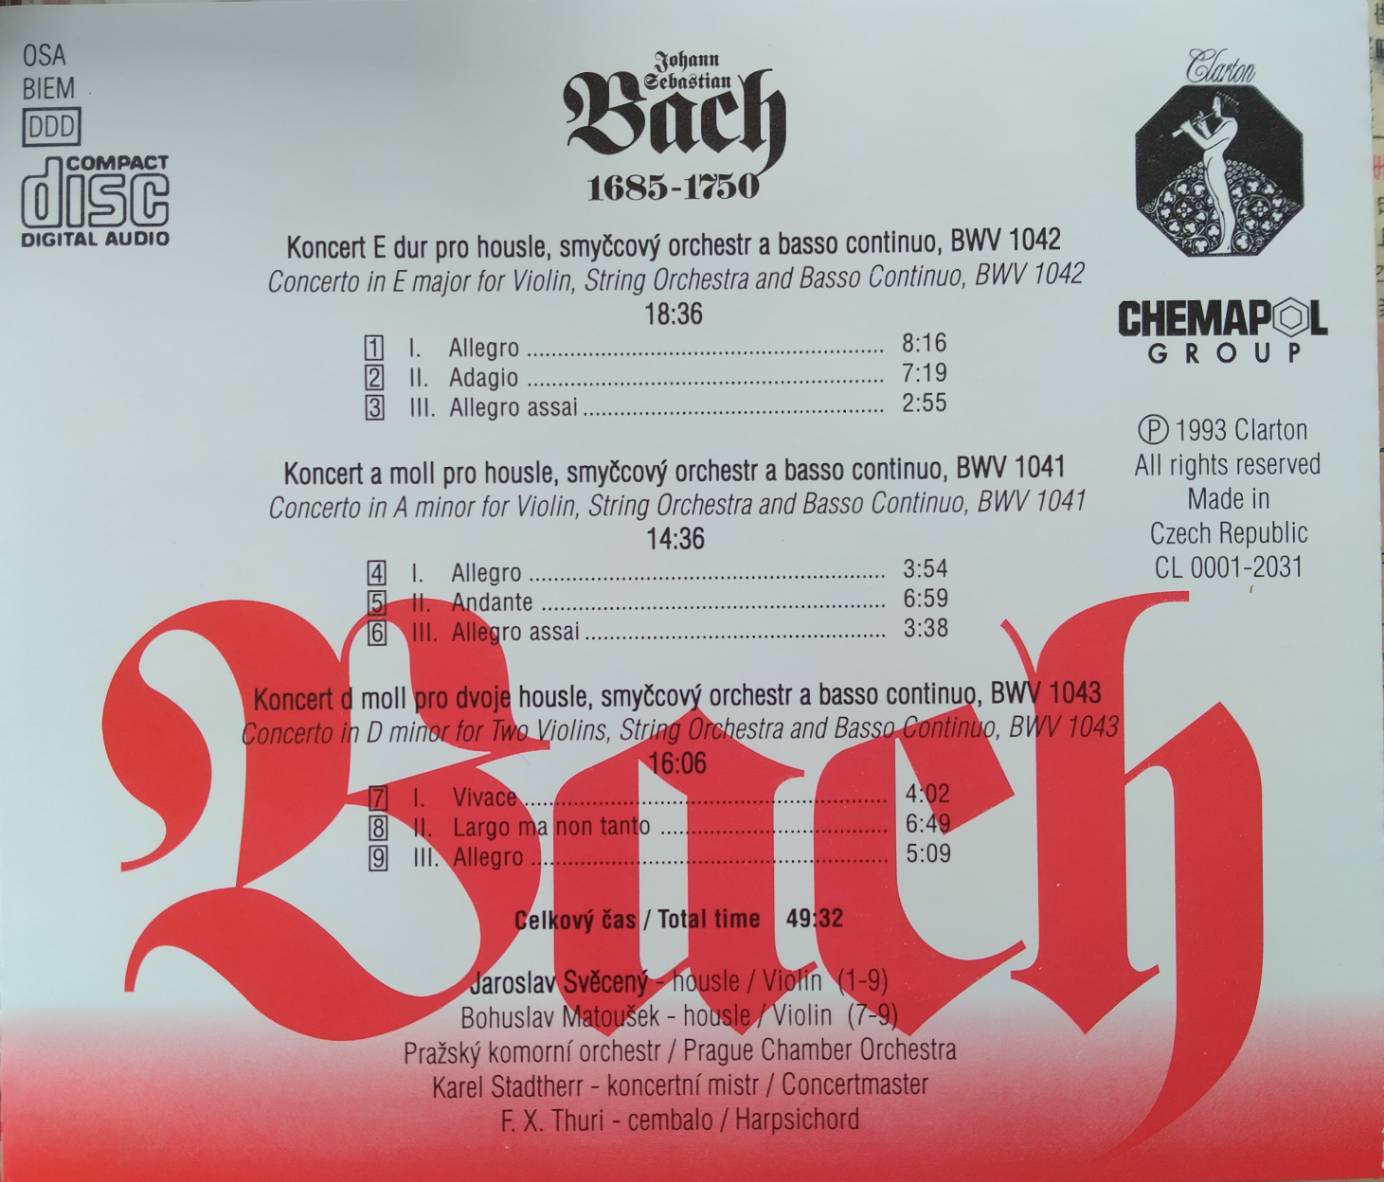 OSA
BIEM
DDD
COMPACT
disc
DIGITAL AUDIO
Johann
Sebastian
Bach
1685-1750
Clarton
CHEMAPOL
GROUP
Ⓟ 1993 Clarton
All rights reserved
Made in
Czech Republic
CL 0001-2031
Koncert E dur pro housle, smyčcový orchestr a basso continuo, BWV 1042
Concerto in E major for Violin, String Orchestra and Basso Continuo, BWV 1042
18:36
1 I. Allegro ........ 8:16
2 II. Adagio ........ 7:19
3 III. Allegro assai ........ 2:55
Koncert a moll pro housle, smyčcový orchestr a basso continuo, BWV 1041
Concerto in A minor for Violin, String Orchestra and Basso Continuo, BWV 1041
14:36
4 I. Allegro ........ 3:54
5 II. Andante ........ 6:59
6 III. Allegro assai ........ 3:38
Koncert d moll pro dvoje housle, smyčcový orchestr a basso continuo, BWV 1043
Concerto in D minor for Two Violins, String Orchestra and Basso Continuo, BWV 1043
16:06
7 I. Vivace ........ 4:02
8 II. Largo ma non tanto ........ 6:49
9 III. Allegro ........ 5:09
Celkový čas / Total time 49:32
Jaroslav Svěcený - housle / Violin (1-9)
Bohuslav Matoušek - housle / Violin (7-9)
Pražský komorní orchestr / Prague Chamber Orchestra
Karel Stadtherr - koncertní mistr / Concertmaster
F. X. Thuri - cembalo / Harpsichord
Bach